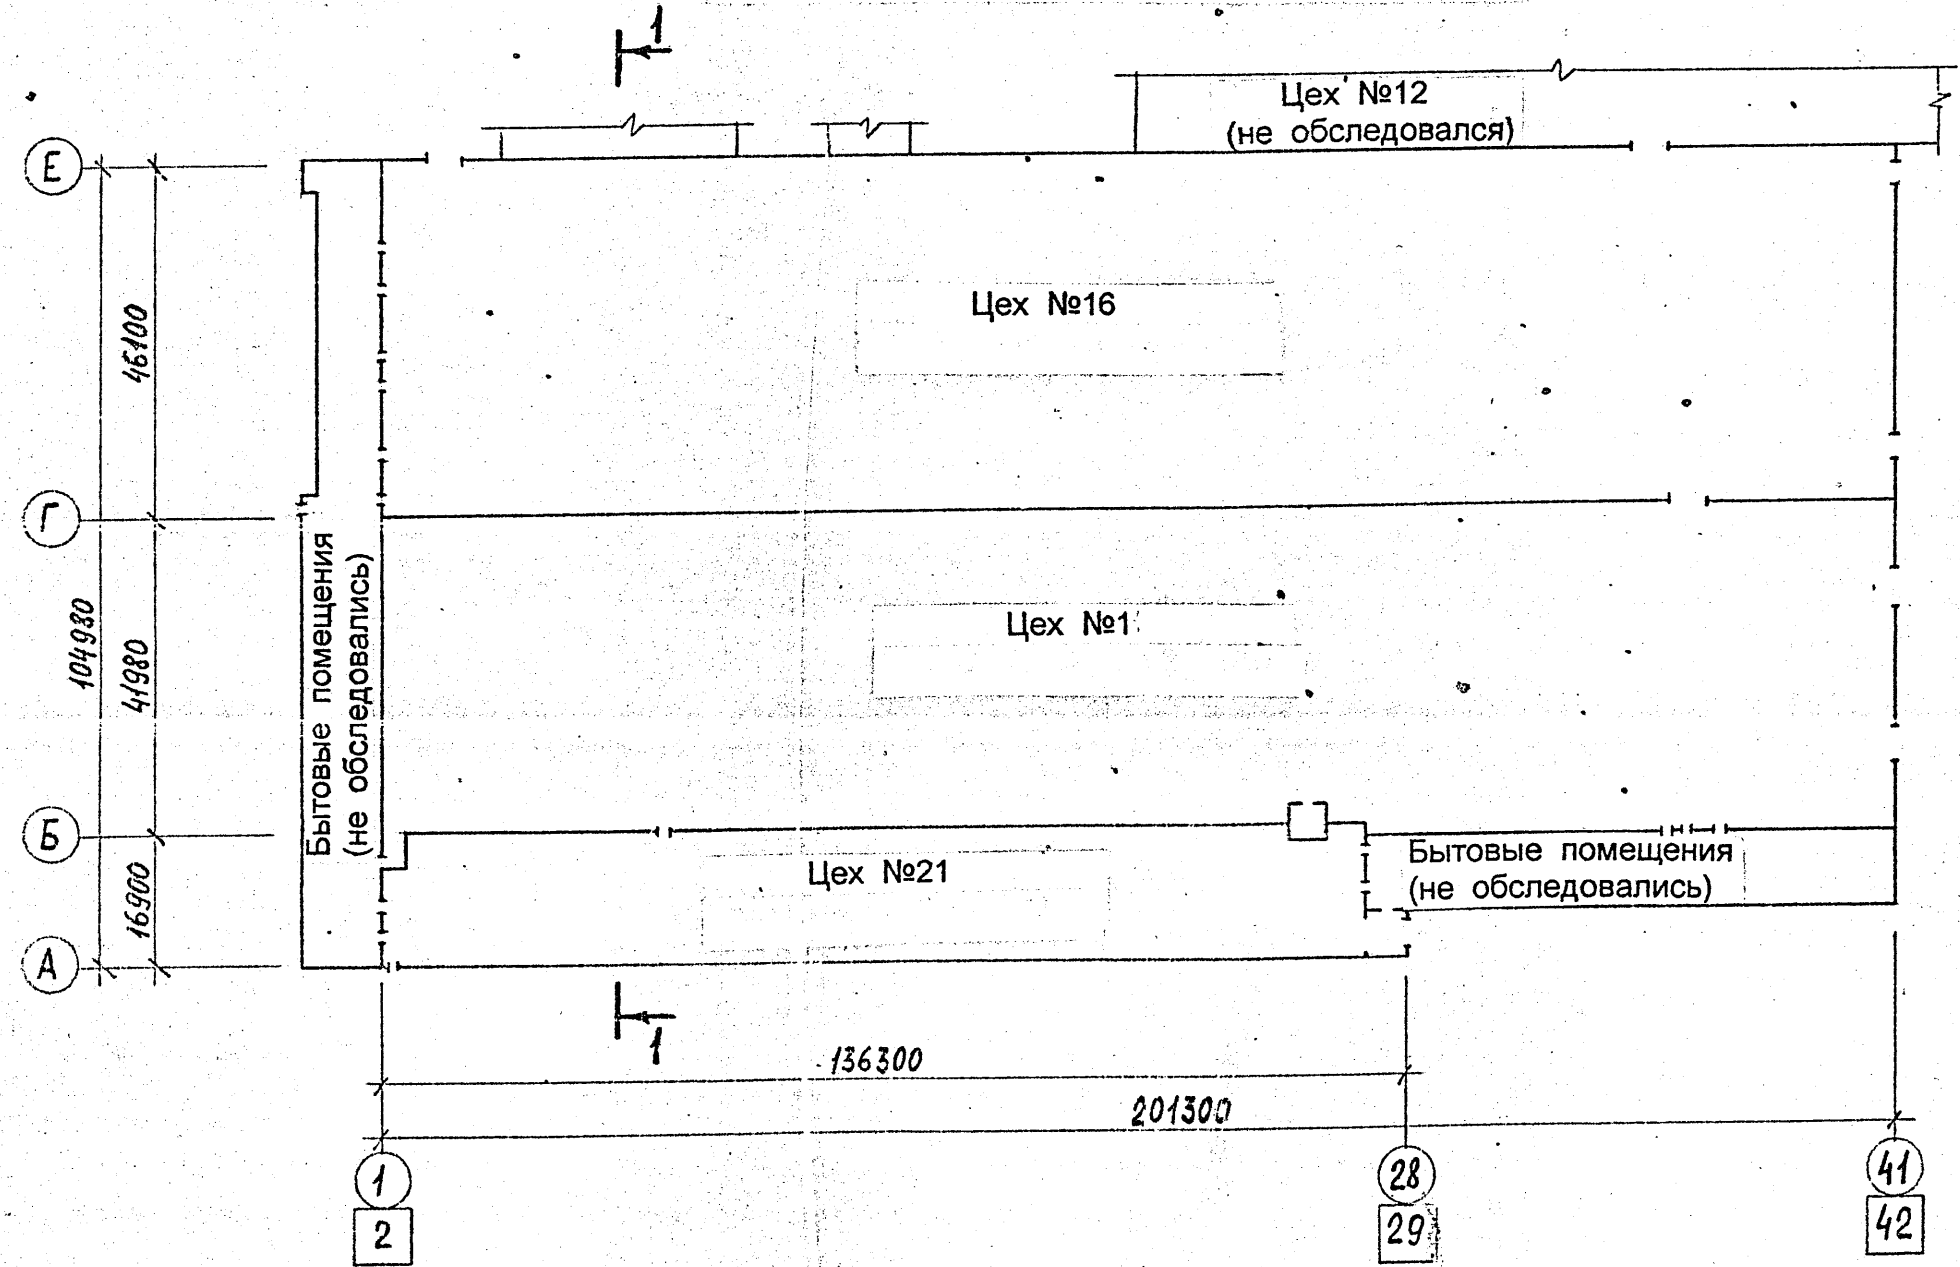 1
Цех №12
(не обследовался)
Е
46100
Цех №16
Г
Бытовые помещения
(не обследовались)
104980
41980
Цех №1
Б
16900
Цех №21
Бытовые помещения
(не обследовались)
А
1
136300
201300
1
28
41
2
29
42